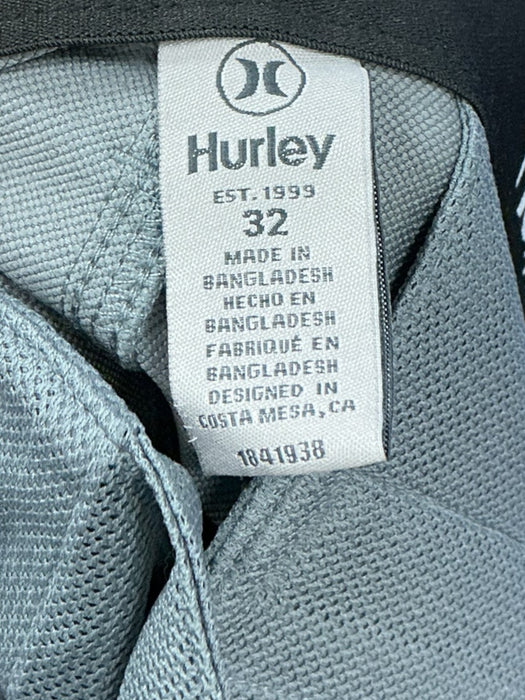 Hurley
EST. 1999
32
MADE IN
BANGLADESH
HECHO EN
BANGLADESH
FABRIQUÉ EN
BANGLADESH
DESIGNED IN
COSTA MESA, CA
1841938